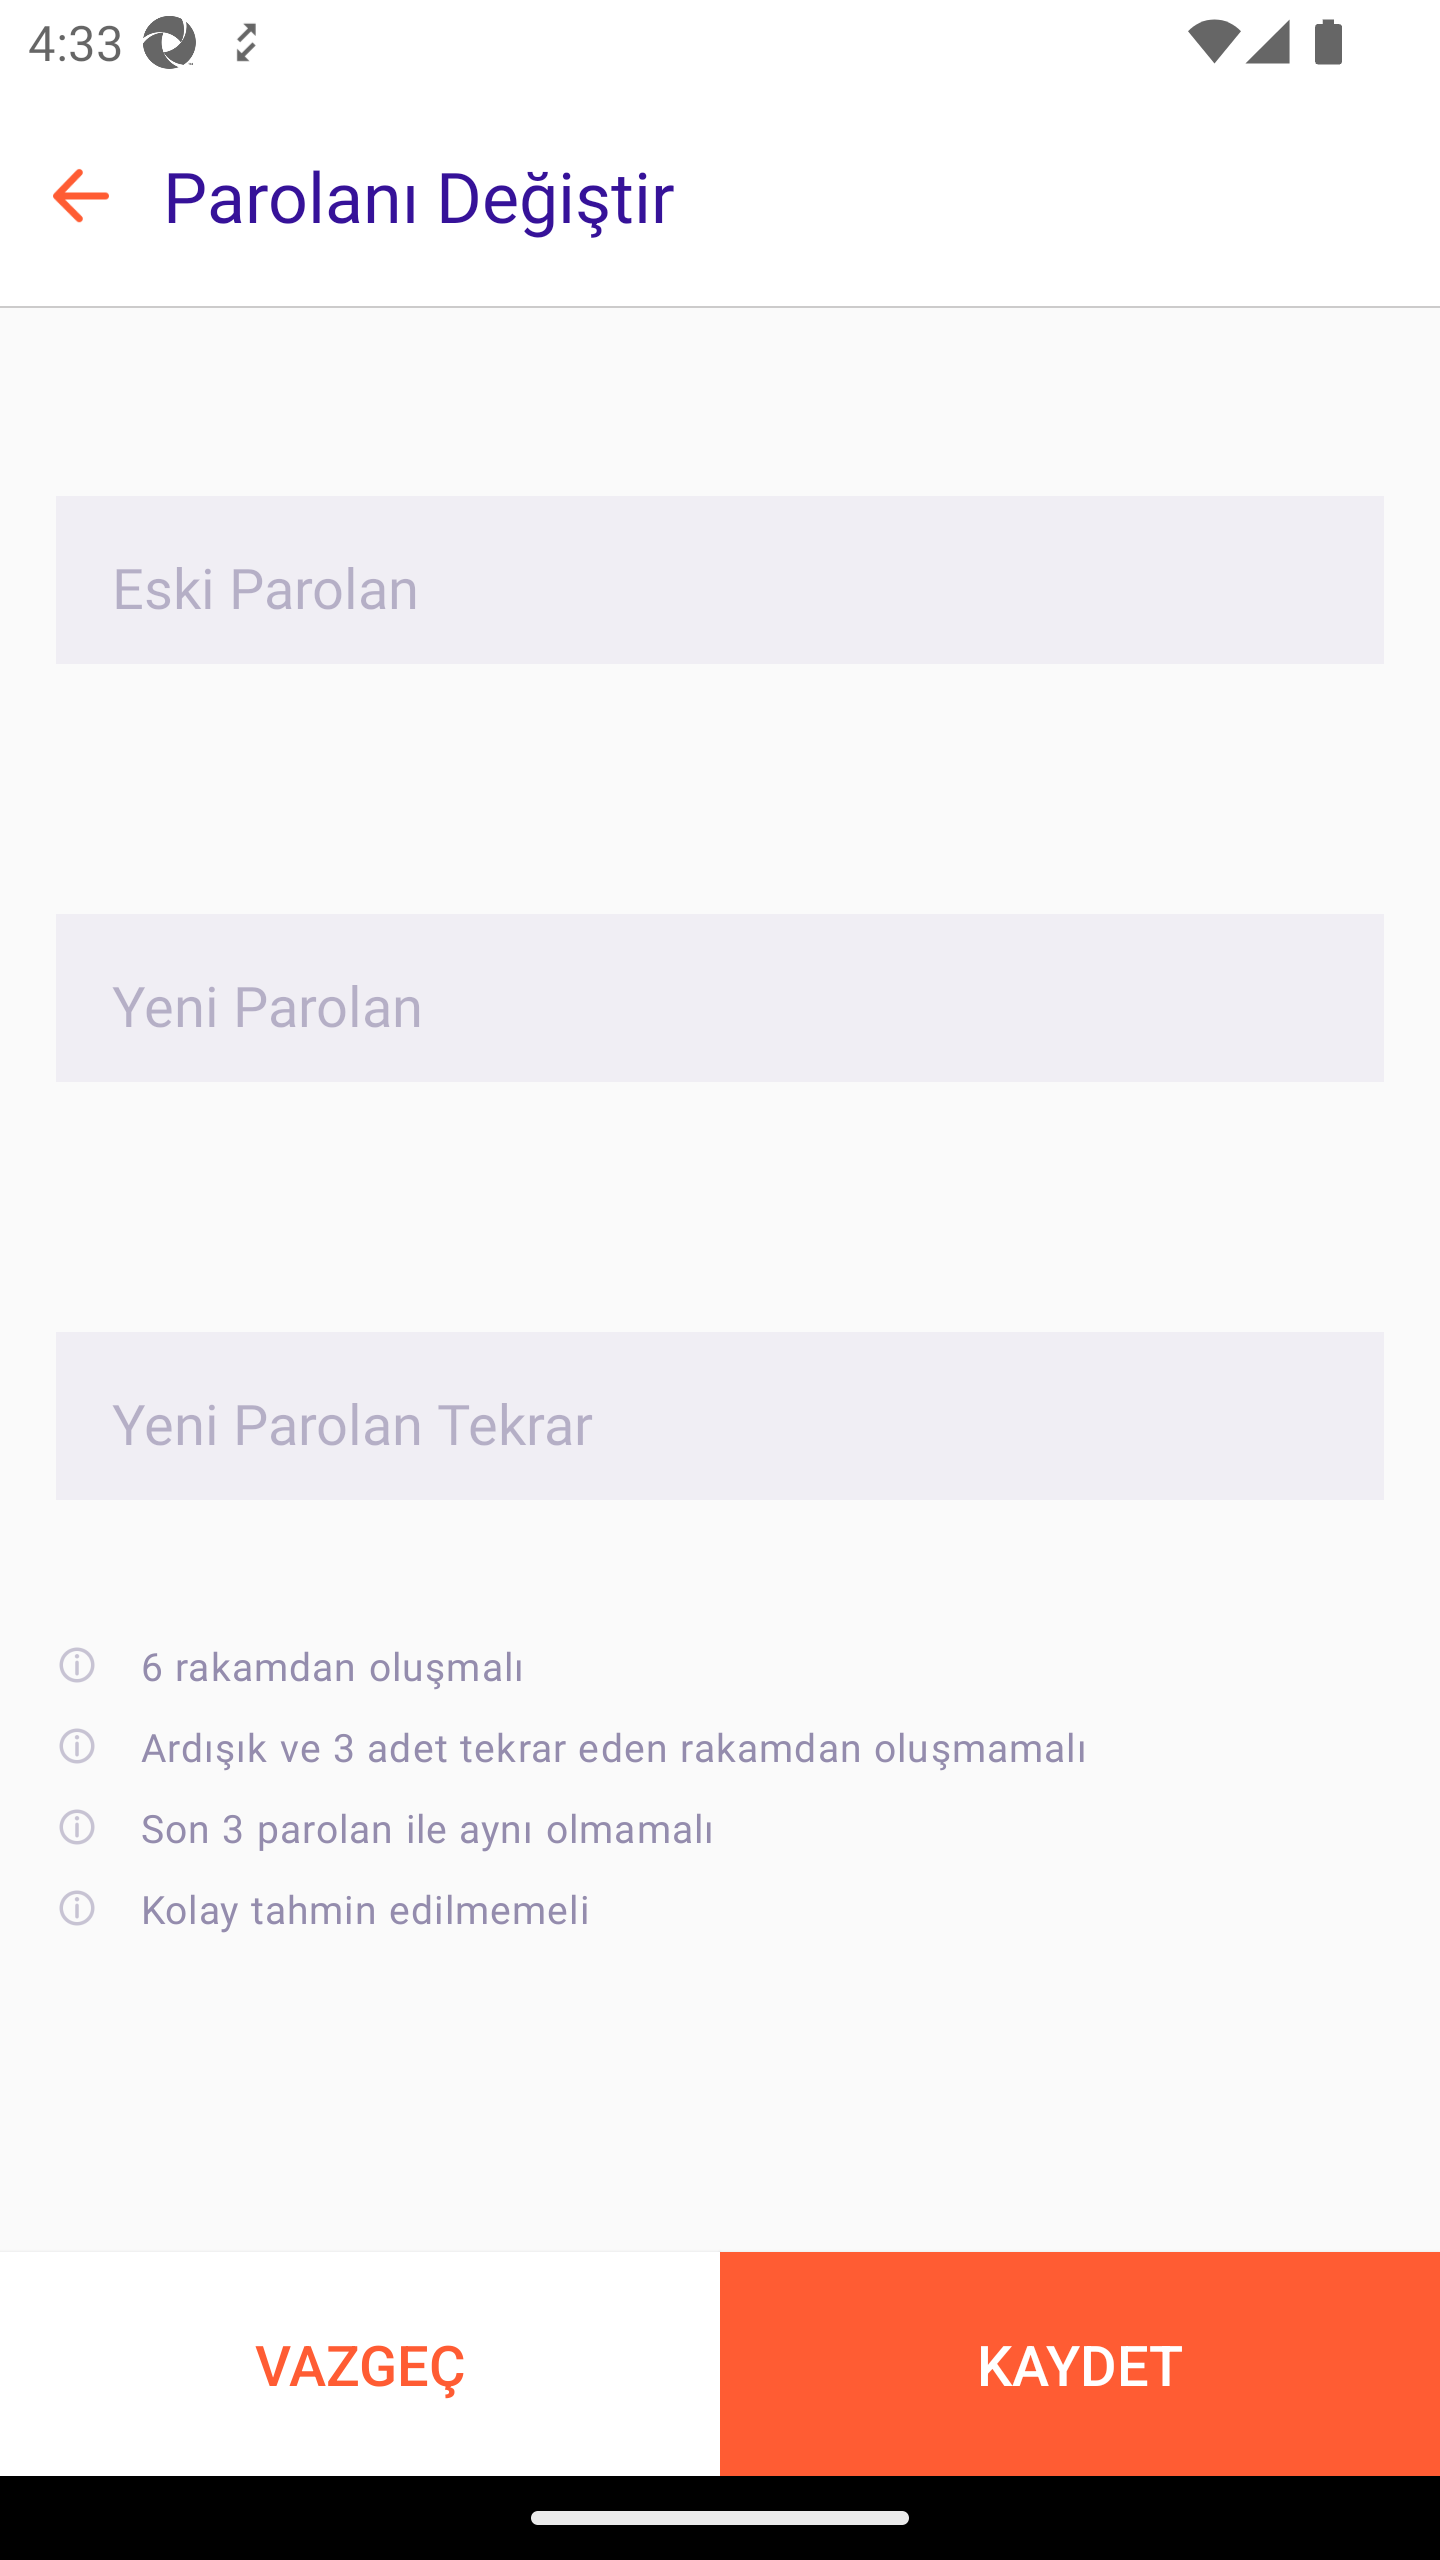 4:33
Parolanı Değiştir
Eski Parolan
Yeni Parolan
Yeni Parolan Tekrar
6 rakamdan oluşmalı
Ardışık ve 3 adet tekrar eden rakamdan oluşmamalı
Son 3 parolan ile aynı olmamalı
Kolay tahmin edilmemeli
VAZGEÇ
KAYDET